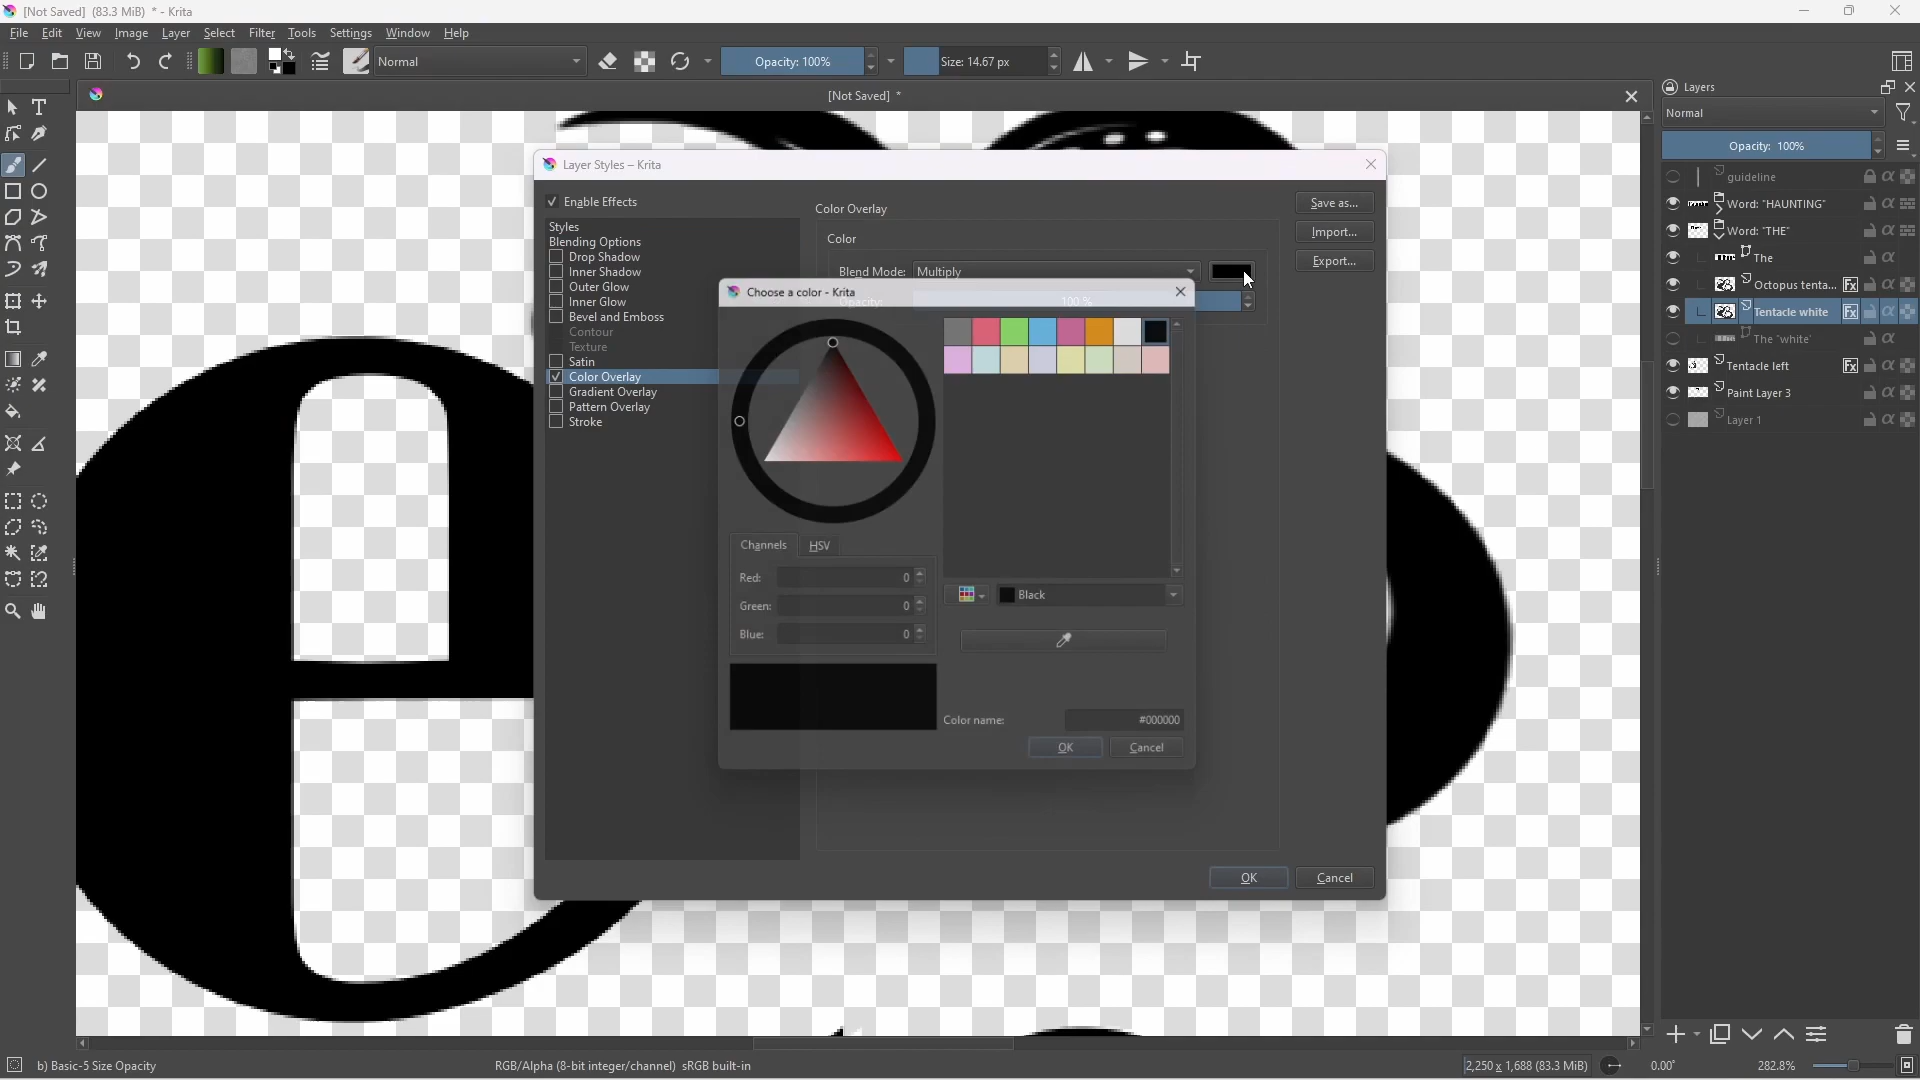 [Not Saved] (83.3 MiB) * - Krita
File Edit View Image Layer Select Filter Tools Settings Window Help
Normal
Opacity: 100%
Size: 14.67 px
[Not Saved] *
Layers
Normal
Opacity: 100%
guideline
Word: "HAUNTING"
Word: "THE"
The
Octopus tenta...
Tentacle white
The "white"
Tentacle left
Paint Layer 3
Layer 1
Layer Styles – Krita
Enable Effects
Styles
Blending Options
Drop Shadow
Inner Shadow
Outer Glow
Inner Glow
Bevel and Emboss
Contour
Texture
Satin
Color Overlay
Gradient Overlay
Pattern Overlay
Stroke
Color Overlay
Color
Blend Mode: Multiply
Opacity: 100 %
Save as...
Import...
Export...
Choose a color - Krita
Channels HSV
Red: 0
Green: 0
Blue: 0
Black
Color name: #000000
OK Cancel
OK Cancel
b) Basic-5 Size Opacity
RGB/Alpha (8-bit integer/channel) sRGB built-in
2,250 x 1,688 (83.3 MiB)
0.00°
282.8%